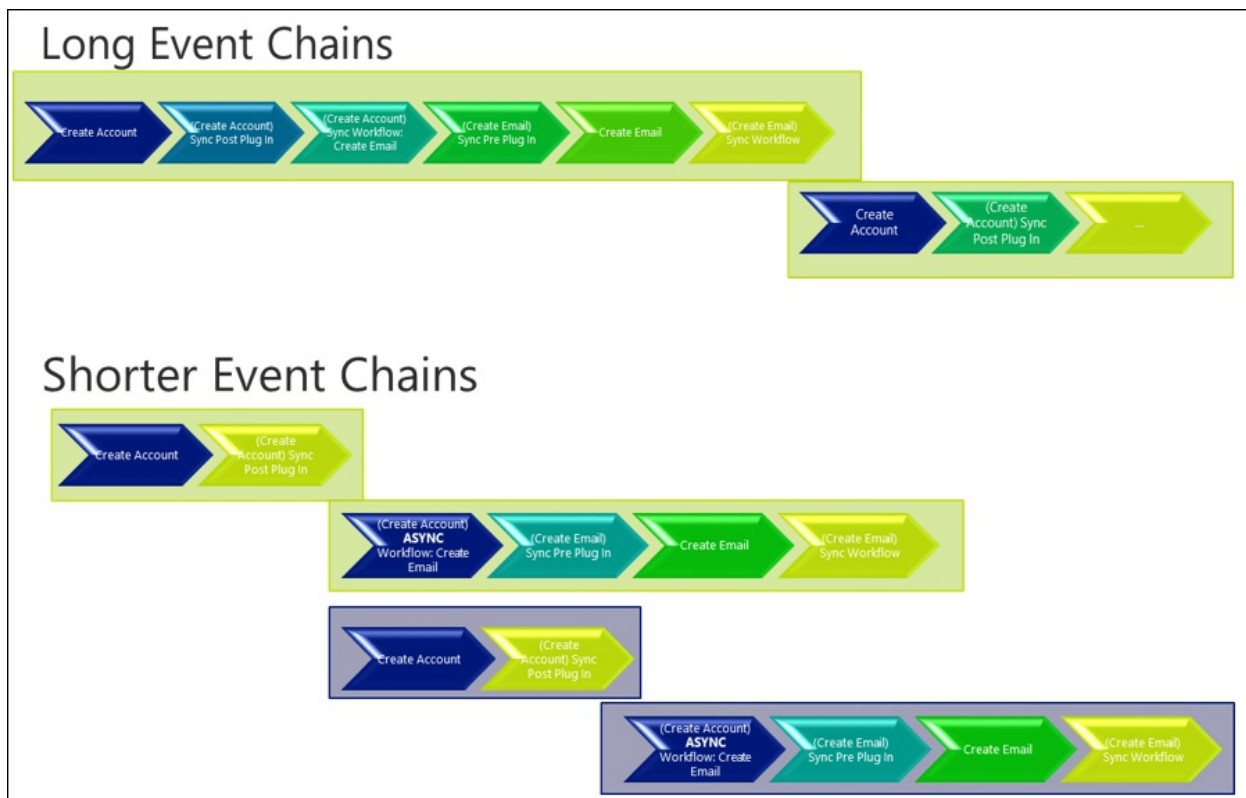 Long Event Chains
Create Account
(Create Account)
Sync Post Plug In
(Create Account)
Sync Workflow:
Create Email
(Create Email)
Sync Pre Plug In
Create Email
(Create Email)
Sync Workflow
Create
Account
(Create
Account) Sync
Post Plug In
...
Shorter Event Chains
Create Account
(Create
Account) Sync
Post Plug In
(Create Account)
ASYNC
Workflow: Create
Email
(Create Email)
Sync Pre Plug In
Create Email
(Create Email)
Sync Workflow
Create Account
(Create
Account) Sync
Post Plug In
(Create Account)
ASYNC
Workflow: Create
Email
(Create Email)
Sync Pre Plug In
Create Email
(Create Email)
Sync Workflow